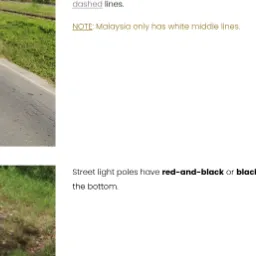 dashed lines.
NOTE: Malaysia only has white middle lines.
Street light poles have red-and-black or black
the bottom.